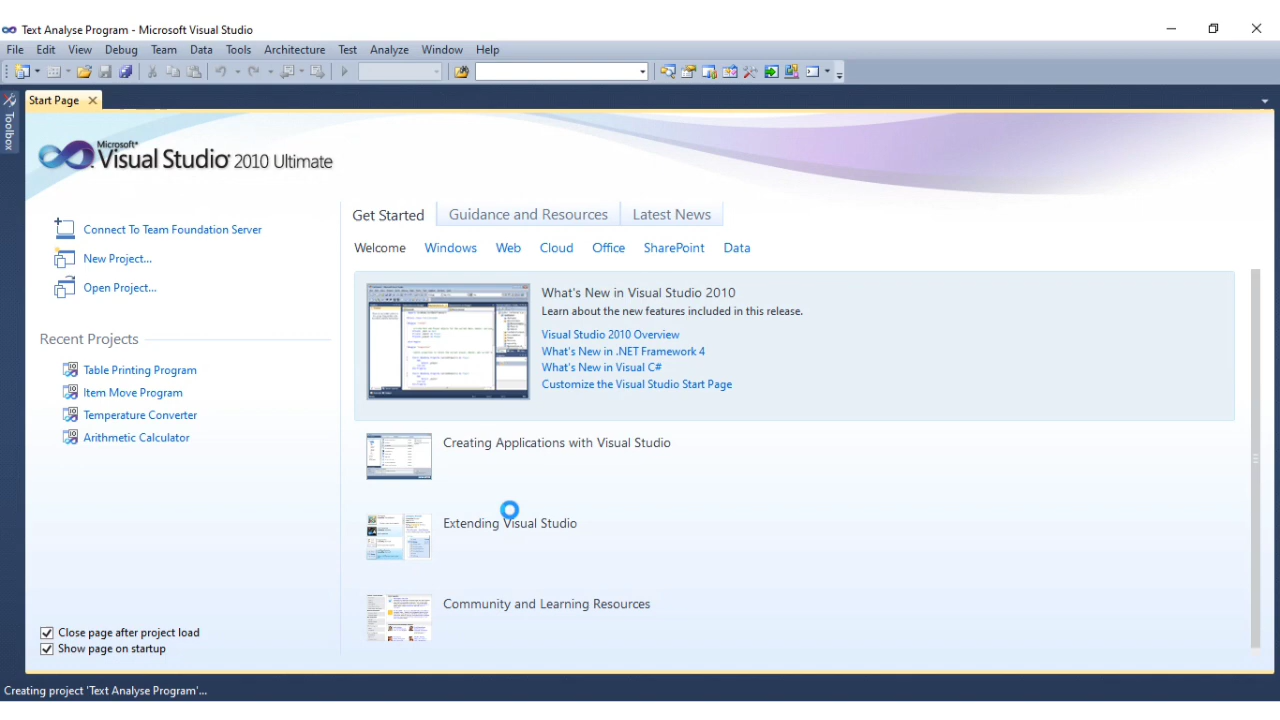 Text Analyse Program - Microsoft Visual Studio
File Edit View Debug Team Data Tools Architecture Test Analyze Window Help
Toolbox
Start Page
Microsoft
Visual Studio 2010 Ultimate
Connect To Team Foundation Server
New Project...
Open Project...
Recent Projects
Table Printing Program
Item Move Program
Temperature Converter
Arithmetic Calculator
Close page after project load
Show page on startup
Get Started Guidance and Resources Latest News
Welcome Windows Web Cloud Office SharePoint Data
What's New in Visual Studio 2010
Learn about the new features included in this release.
Visual Studio 2010 Overview
What's New in .NET Framework 4
What's New in Visual C#
Customize the Visual Studio Start Page
Creating Applications with Visual Studio
Extending Visual Studio
Community and Learning Resources
Creating project 'Text Analyse Program'...